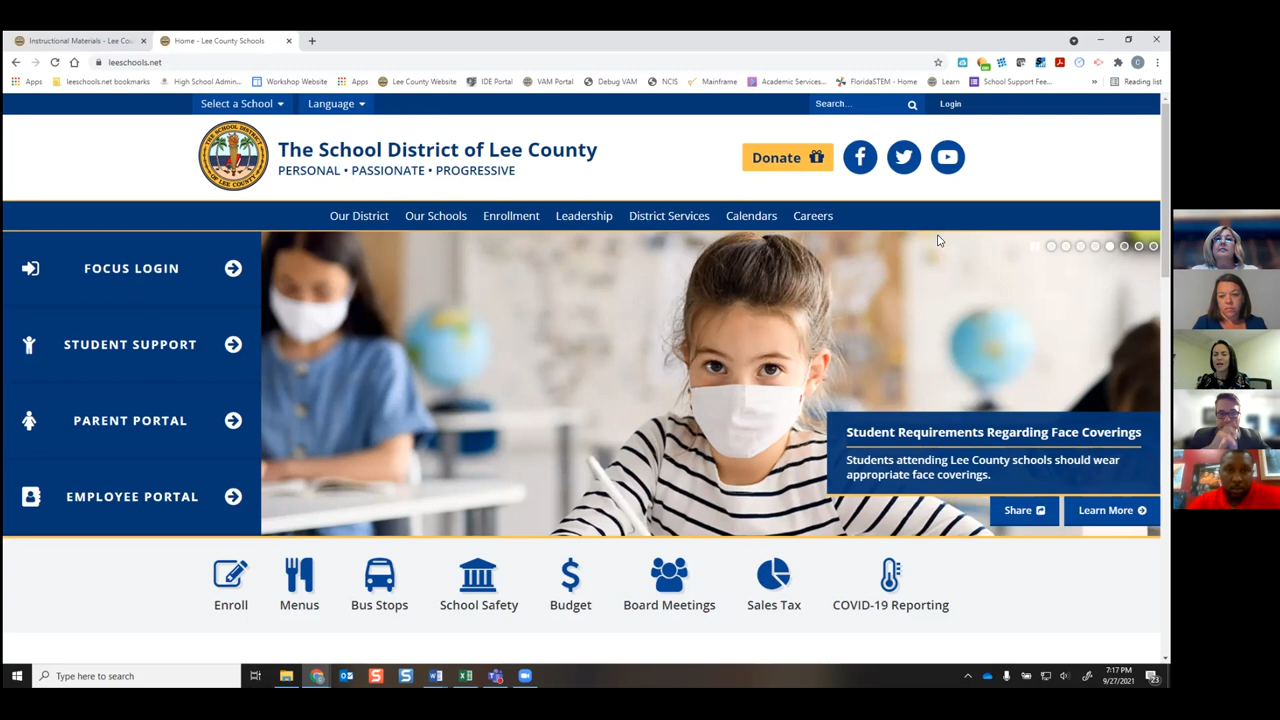 Instructional Materials - Lee Cou
Home - Lee County Schools
leeschools.net
Apps
leeschools.net bookmarks
High School Admin...
Workshop Website
Apps
Lee County Website
IDE Portal
VAM Portal
Debug VAM
NCIS
Mainframe
Academic Services...
FloridaSTEM - Home
Learn
School Support Fee...
»
Reading list
Select a School
Language
Search...
Login
The School District of Lee County
PERSONAL • PASSIONATE • PROGRESSIVE
Donate
Our District
Our Schools
Enrollment
Leadership
District Services
Calendars
Careers
FOCUS LOGIN
STUDENT SUPPORT
PARENT PORTAL
EMPLOYEE PORTAL
Student Requirements Regarding Face Coverings
Students attending Lee County schools should wear
appropriate face coverings.
Share
Learn More
Enroll
Menus
Bus Stops
School Safety
Budget
Board Meetings
Sales Tax
COVID-19 Reporting
Type here to search
7:17 PM
9/27/2021